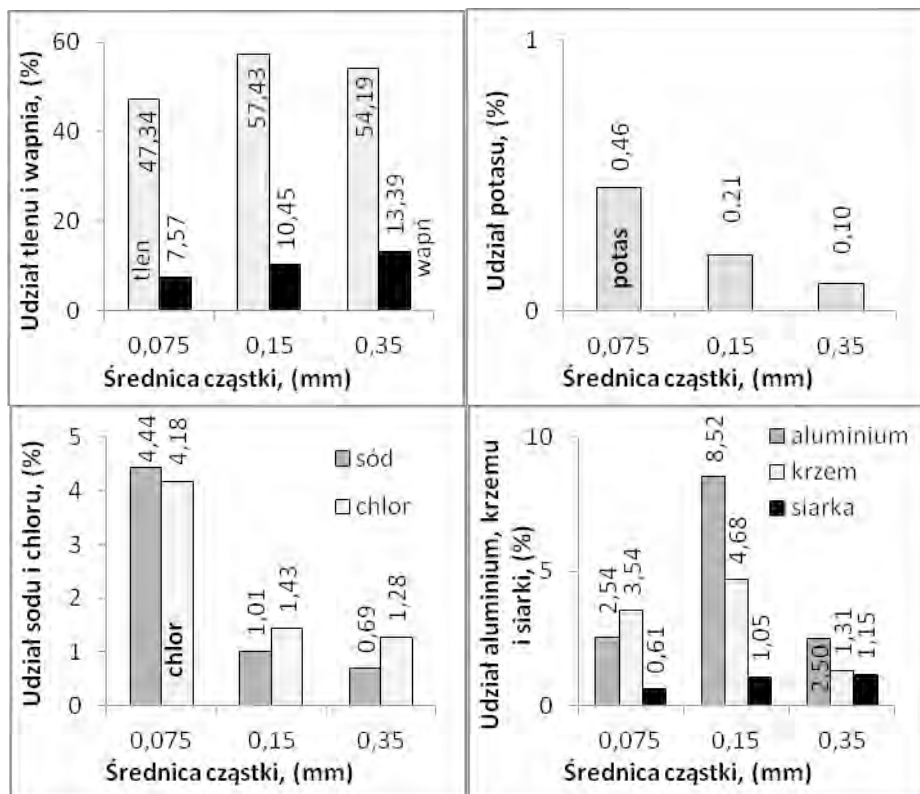 Udział tlenu i wapnia, (%)
60
40
20
0
47,34
57,43
54,19
tlen
7,57
10,45
13,39
wapń
0,075 0,15 0,35
Średnica cząstki, (mm)
Udział potasu, (%)
1
0
0,46
0,21
0,10
potas
0,075 0,15 0,35
Średnica cząstki, (mm)
Udział sodu i chloru, (%)
5
4
3
2
1
0
4,44
4,18
sód
chlor
chlor
1,01
1,43
0,69
1,28
0,075 0,15 0,35
Średnica cząstki, (mm)
Udział aluminium, krzemu
i siarki, (%)
10
5
0
aluminium
krzem
siarka
2,54
3,54
0,61
8,52
4,68
1,05
2,50
1,31
1,15
0,075 0,15 0,35
Średnica cząstki, (mm)